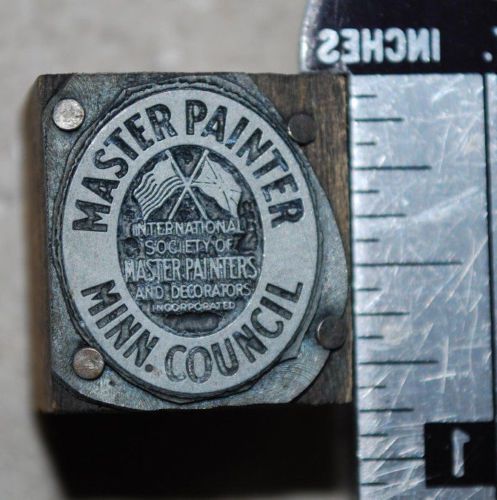 INCHES
MASTER PAINTER
INTERNATIONAL
SOCIETY OF
MASTER PAINTERS
AND DECORATORS
INCORPORATED
MINN. COUNCIL
1